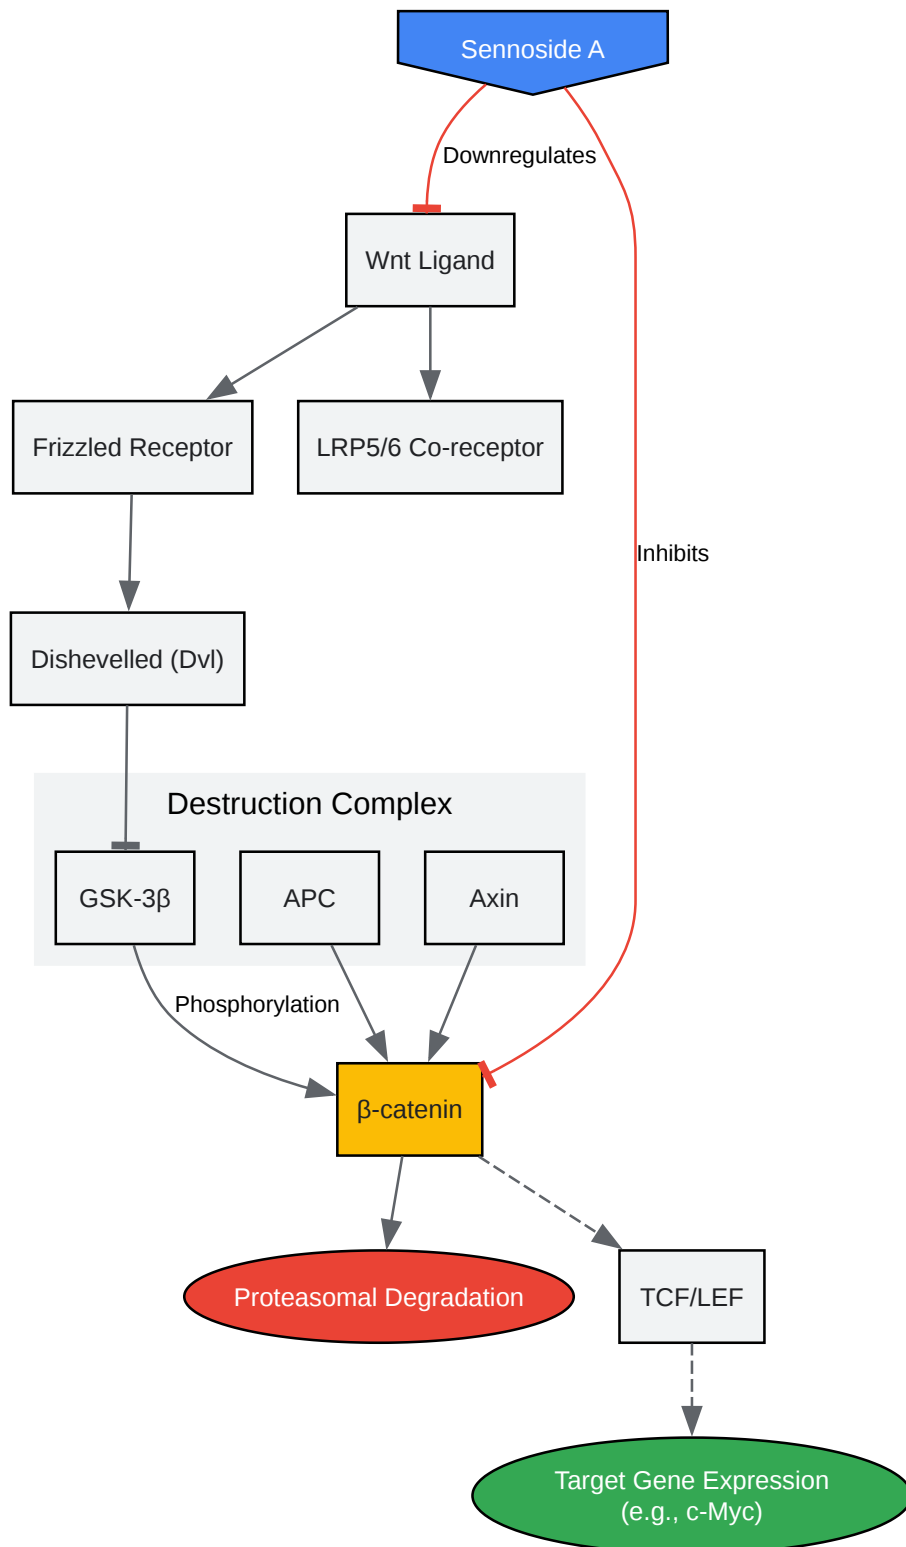 Sennoside A
Downregulates
Wnt Ligand
Frizzled Receptor
LRP5/6 Co-receptor
Inhibits
Dishevelled (Dvl)
Destruction Complex
GSK-3β
APC
Axin
Phosphorylation
β-catenin
Proteasomal Degradation
TCF/LEF
Target Gene Expression
(e.g., c-Myc)